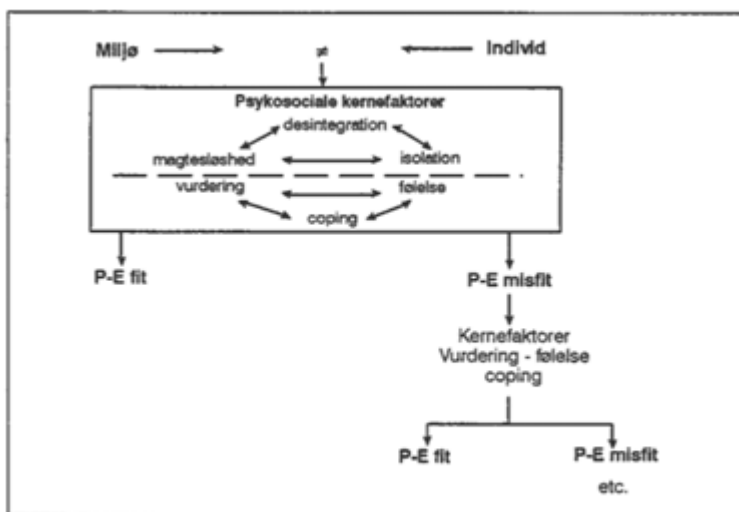 Miljø ≠ Individ
Psykosociale kernefaktorer
desintegration
magtesløshed isolation
vurdering følelse
coping
P-E fit P-E misfit
Kernefaktorer
Vurdering - følelse
coping
P-E fit P-E misfit
etc.